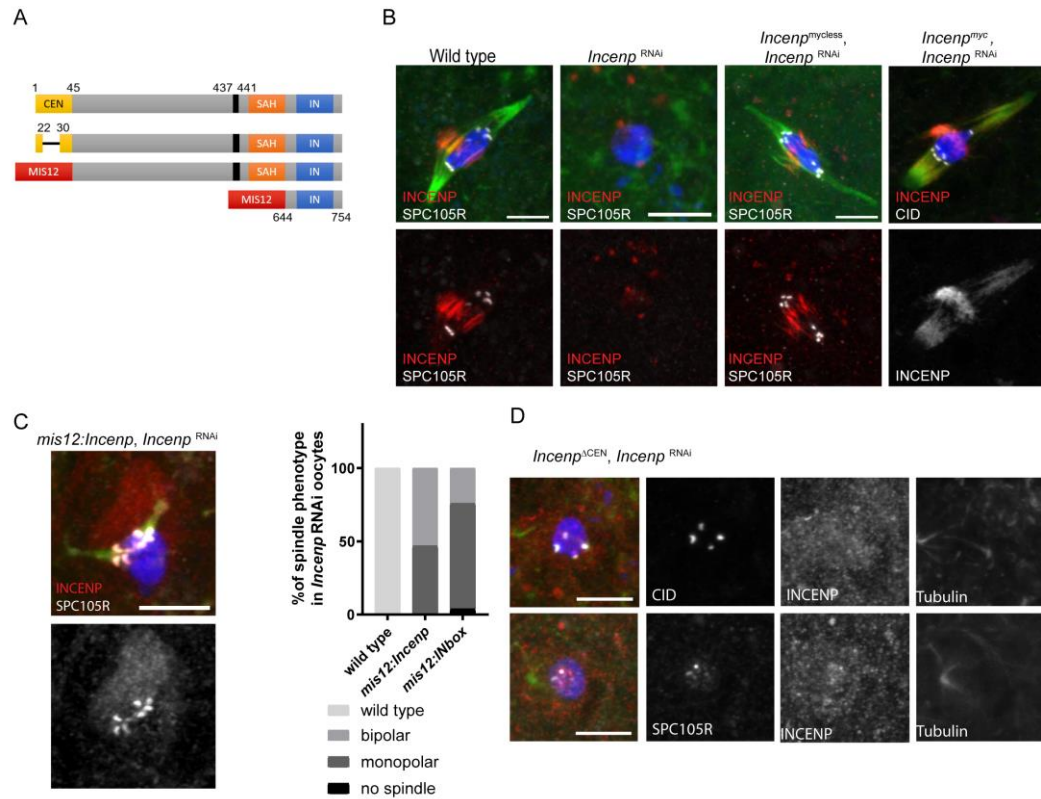 A
1 45 437 441
CEN SAH IN
22 30
SAH IN
MIS12 SAH IN
MIS12 IN
644 754
B
Wild type
Incenp RNAi
Incenp mycless,
Incenp RNAi
Incenp myc,
Incenp RNAi
INCENP
SPC105R
INCENP
SPC105R
INCENP
SPC105R
INCENP
CID
INCENP
SPC105R
INCENP
SPC105R
INCENP
SPC105R
INCENP
C
mis12:Incenp, Incenp RNAi
INCENP
SPC105R
%of spindle phenotype
in Incenp RNAi oocytes
100
50
0
wild type
mis12:Incenp
mis12:INbox
wild type
bipolar
monopolar
no spindle
D
Incenp ΔCEN, Incenp RNAi
CID
INCENP
Tubulin
SPC105R
INCENP
Tubulin